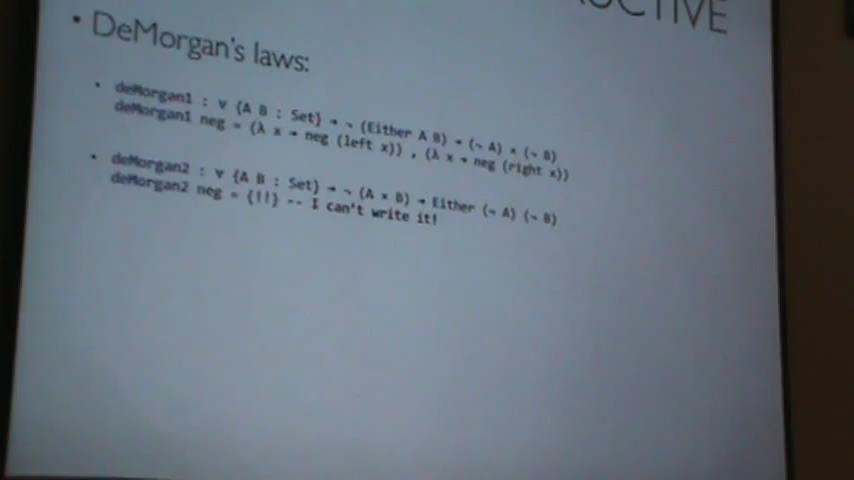 • DeMorgan's laws:
• deMorgan1 : ∀ {A B : Set} → ¬ (Either A B) → (¬ A) × (¬ B)
deMorgan1 neg = (λ x → neg (left x)) , (λ x → neg (right x))
• deMorgan2 : ∀ {A B : Set} → ¬ (A × B) → Either (¬ A) (¬ B)
deMorgan2 neg = {!!} -- I can't write it!